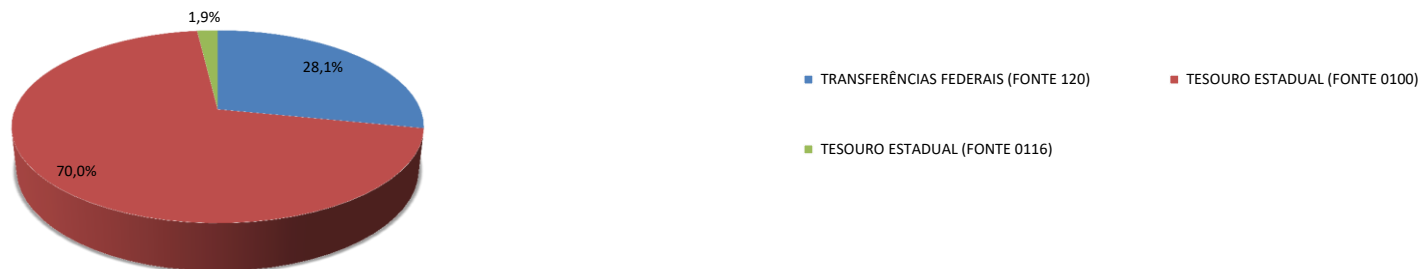 1,9%
28,1%
70,0%
TRANSFERÊNCIAS FEDERAIS (FONTE 120)
TESOURO ESTADUAL (FONTE 0100)
TESOURO ESTADUAL (FONTE 0116)